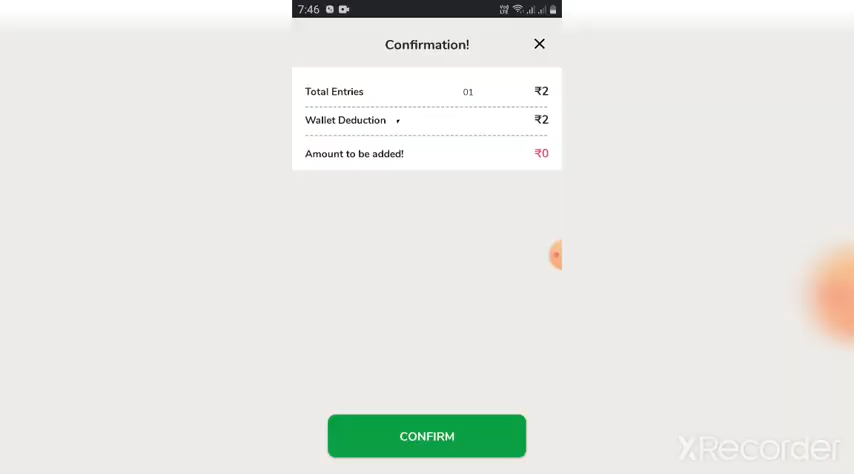 7:46
Confirmation!
Total Entries 01 ₹2
Wallet Deduction ₹2
Amount to be added! ₹0
CONFIRM
XRecorder